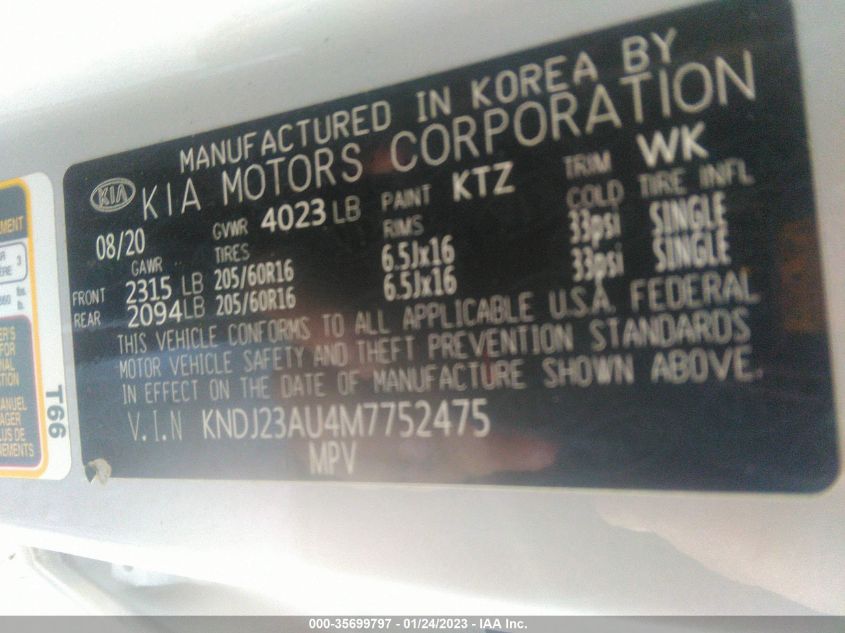 MANUFACTURED IN KOREA BY
KIA KIA MOTORS CORPORATION
08/20 GVWR 4023 LB PAINT KTZ TRIM WK
GAWR TIRES RIMS COLD TIRE INFL
FRONT 2315 LB 205/60R16 6.5Jx16 33psi SINGLE
REAR 2094 LB 205/60R16 6.5Jx16 33psi SINGLE
THIS VEHICLE CONFORMS TO ALL APPLICABLE U.S.A. FEDERAL
MOTOR VEHICLE SAFETY AND THEFT PREVENTION STANDARDS
IN EFFECT ON THE DATE OF MANUFACTURE SHOWN ABOVE.
V.I.N KNDJ23AU4M7752475
MPV
3
T66
000-35699797 - 01/24/2023 - IAA Inc.